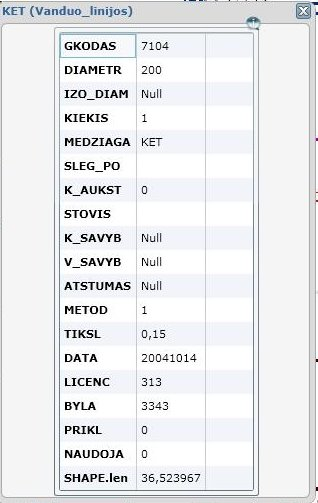 KET (Vanduo_linijos)
GKODAS 7104
DIAMETR 200
IZO_DIAM Null
KIEKIS 1
MEDZIAGA KET
SLEG_PO
K_AUKST 0
STOVIS
K_SAVYB Null
V_SAVYB Null
ATSTUMAS Null
METOD 1
TIKSL 0,15
DATA 20041014
LICENC 313
BYLA 3343
PRIKL 0
NAUDOJA 0
SHAPE.len 36,523967